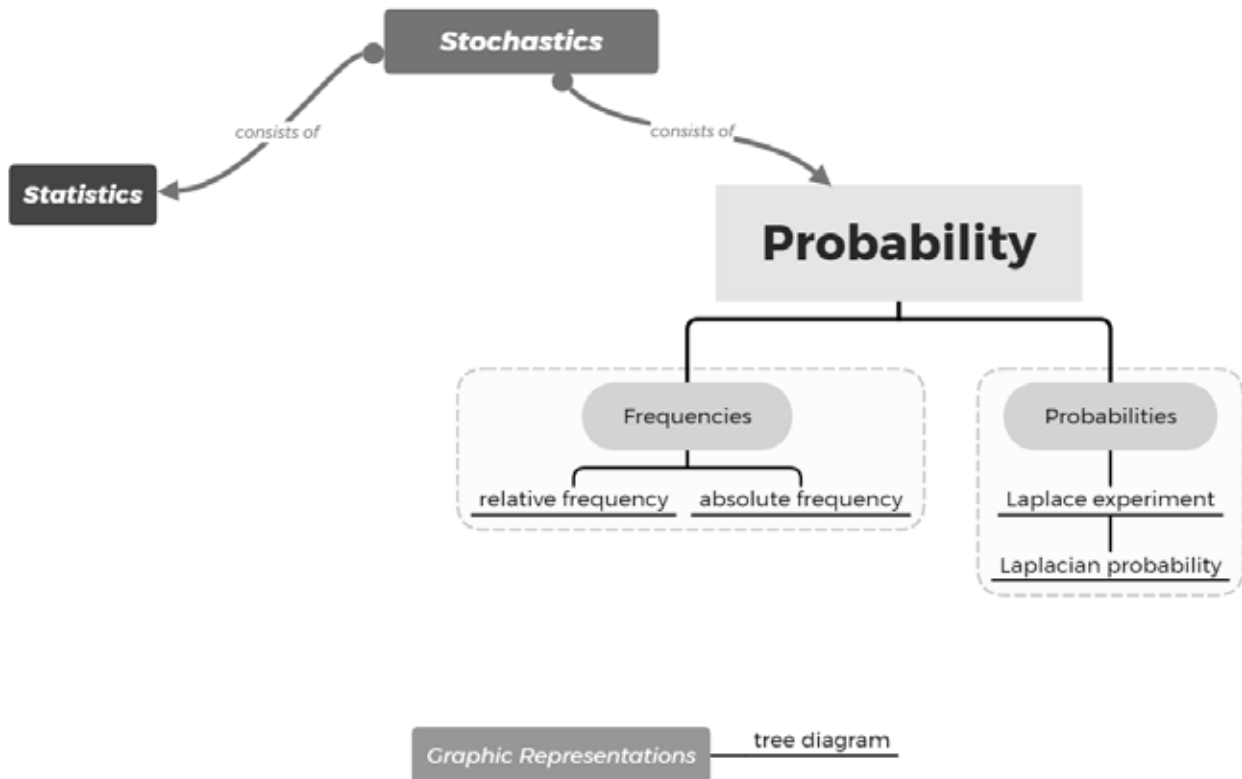 Stochastics
consists of
consists of
Statistics
Probability
Frequencies
Probabilities
relative frequency
absolute frequency
Laplace experiment
Laplacian probability
tree diagram
Graphic Representations